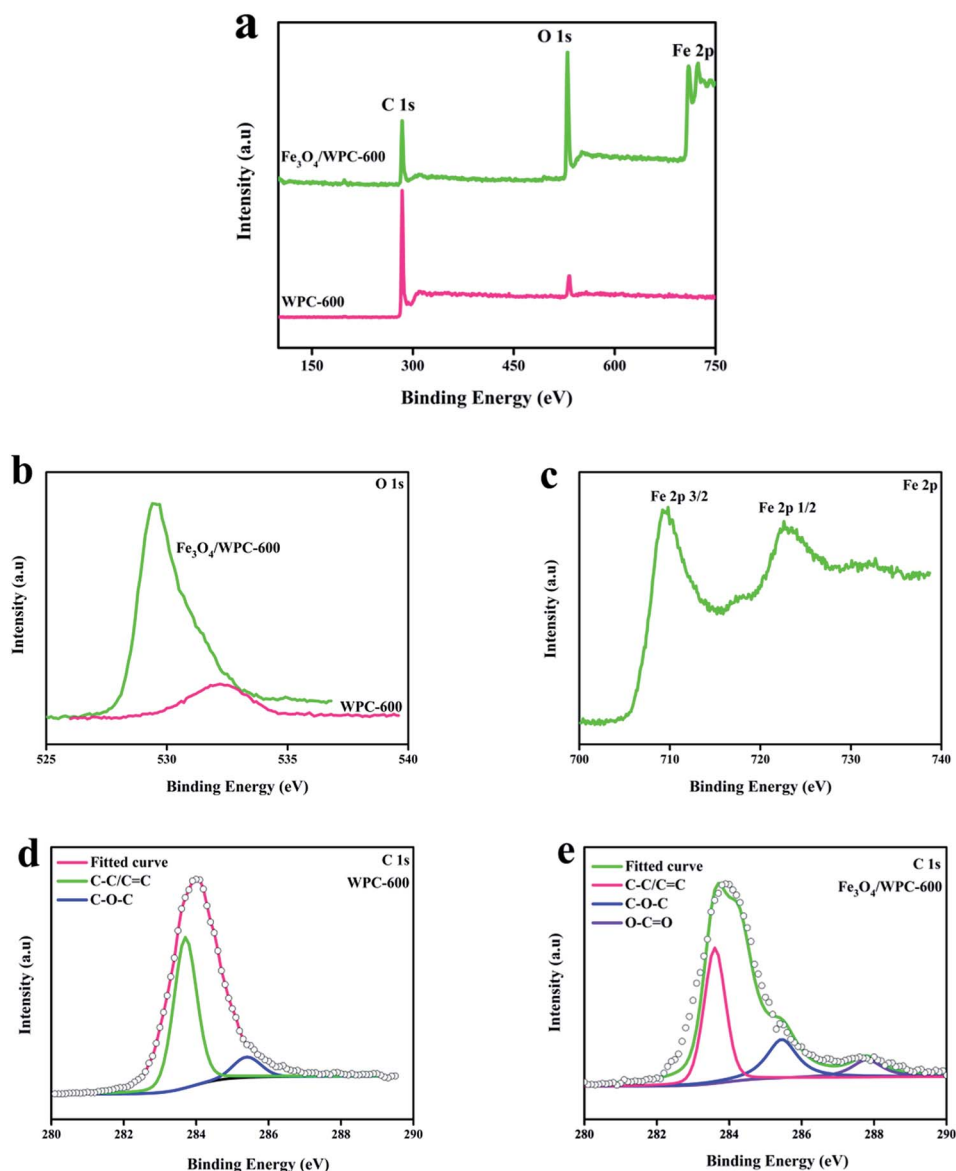 a
O 1s
Fe 2p
C 1s
Fe₃O₄/WPC-600
WPC-600
Intensity (a.u)
150 300 450 600 750
Binding Energy (eV)
b
O 1s
Fe₃O₄/WPC-600
WPC-600
Intensity (a.u)
525 530 535 540
Binding Energy (eV)
c
Fe 2p
Fe 2p 3/2
Fe 2p 1/2
Intensity (a.u)
700 710 720 730 740
Binding Energy (eV)
d
Fitted curve
C-C/C=C
C-O-C
C 1s
WPC-600
Intensity (a.u)
280 282 284 286 288 290
Binding Energy (eV)
e
Fitted curve
C-C/C=C
C-O-C
O-C=O
C 1s
Fe₃O₄/WPC-600
Intensity (a.u)
280 282 284 286 288 290
Binding Energy (eV)